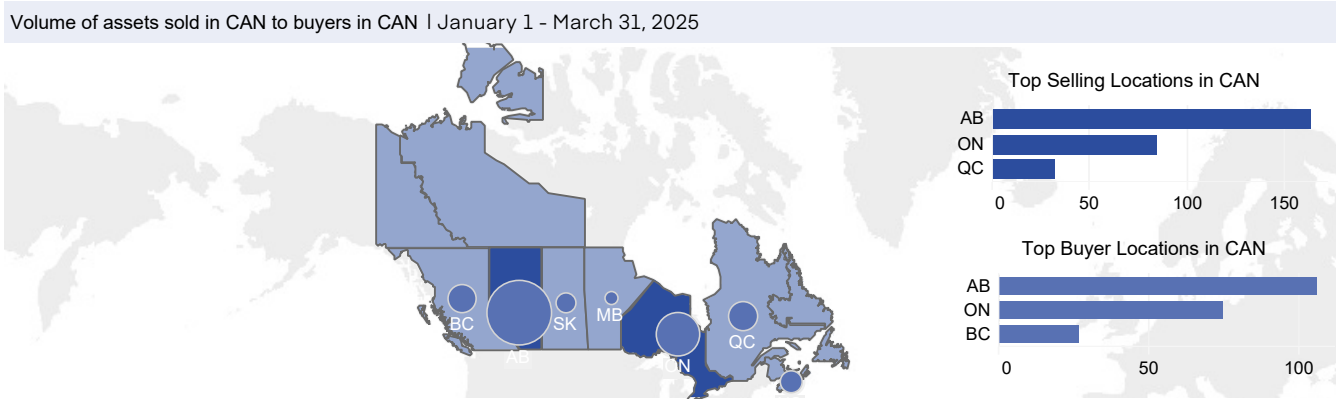 Volume of assets sold in CAN to buyers in CAN | January 1 - March 31, 2025
Top Selling Locations in CAN
AB
ON
QC
0 50 100 150
Top Buyer Locations in CAN
AB
ON
BC
0 50 100
BC
AB
SK
MB
ON
QC